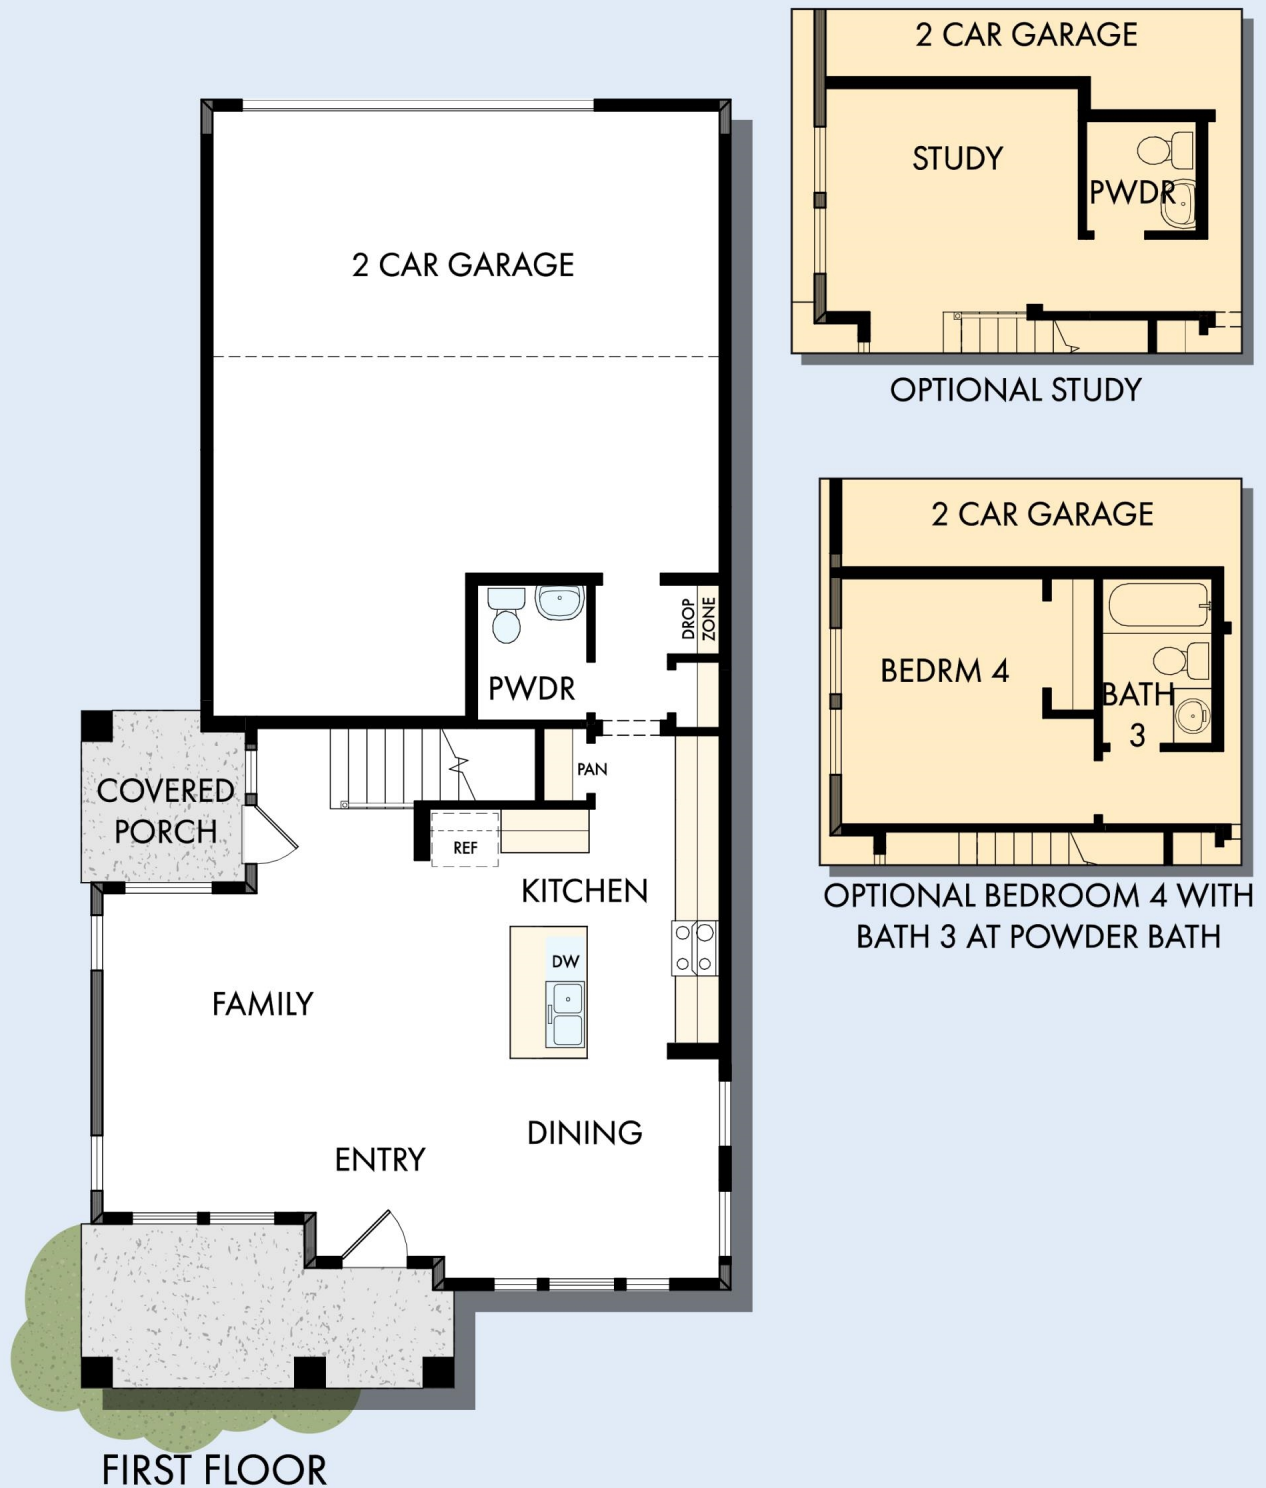 2 CAR GARAGE
DROP
ZONE
PWDR
PAN
COVERED
PORCH
REF
KITCHEN
DW
FAMILY
DINING
ENTRY
FIRST FLOOR
2 CAR GARAGE
STUDY
PWDR
OPTIONAL STUDY
2 CAR GARAGE
BEDRM 4
BATH
3
OPTIONAL BEDROOM 4 WITH
BATH 3 AT POWDER BATH